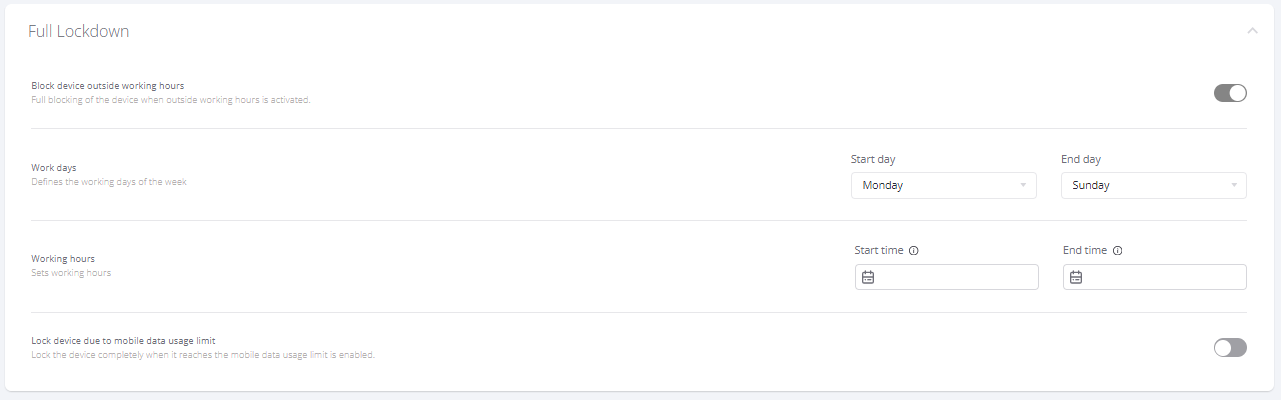 Full Lockdown
Block device outside working hours
Full blocking of the device when outside working hours is activated.
Work days
Defines the working days of the week
Start day
End day
Monday
Sunday
Working hours
Sets working hours
Start time
End time
Lock device due to mobile data usage limit
Lock the device completely when it reaches the mobile data usage limit is enabled.